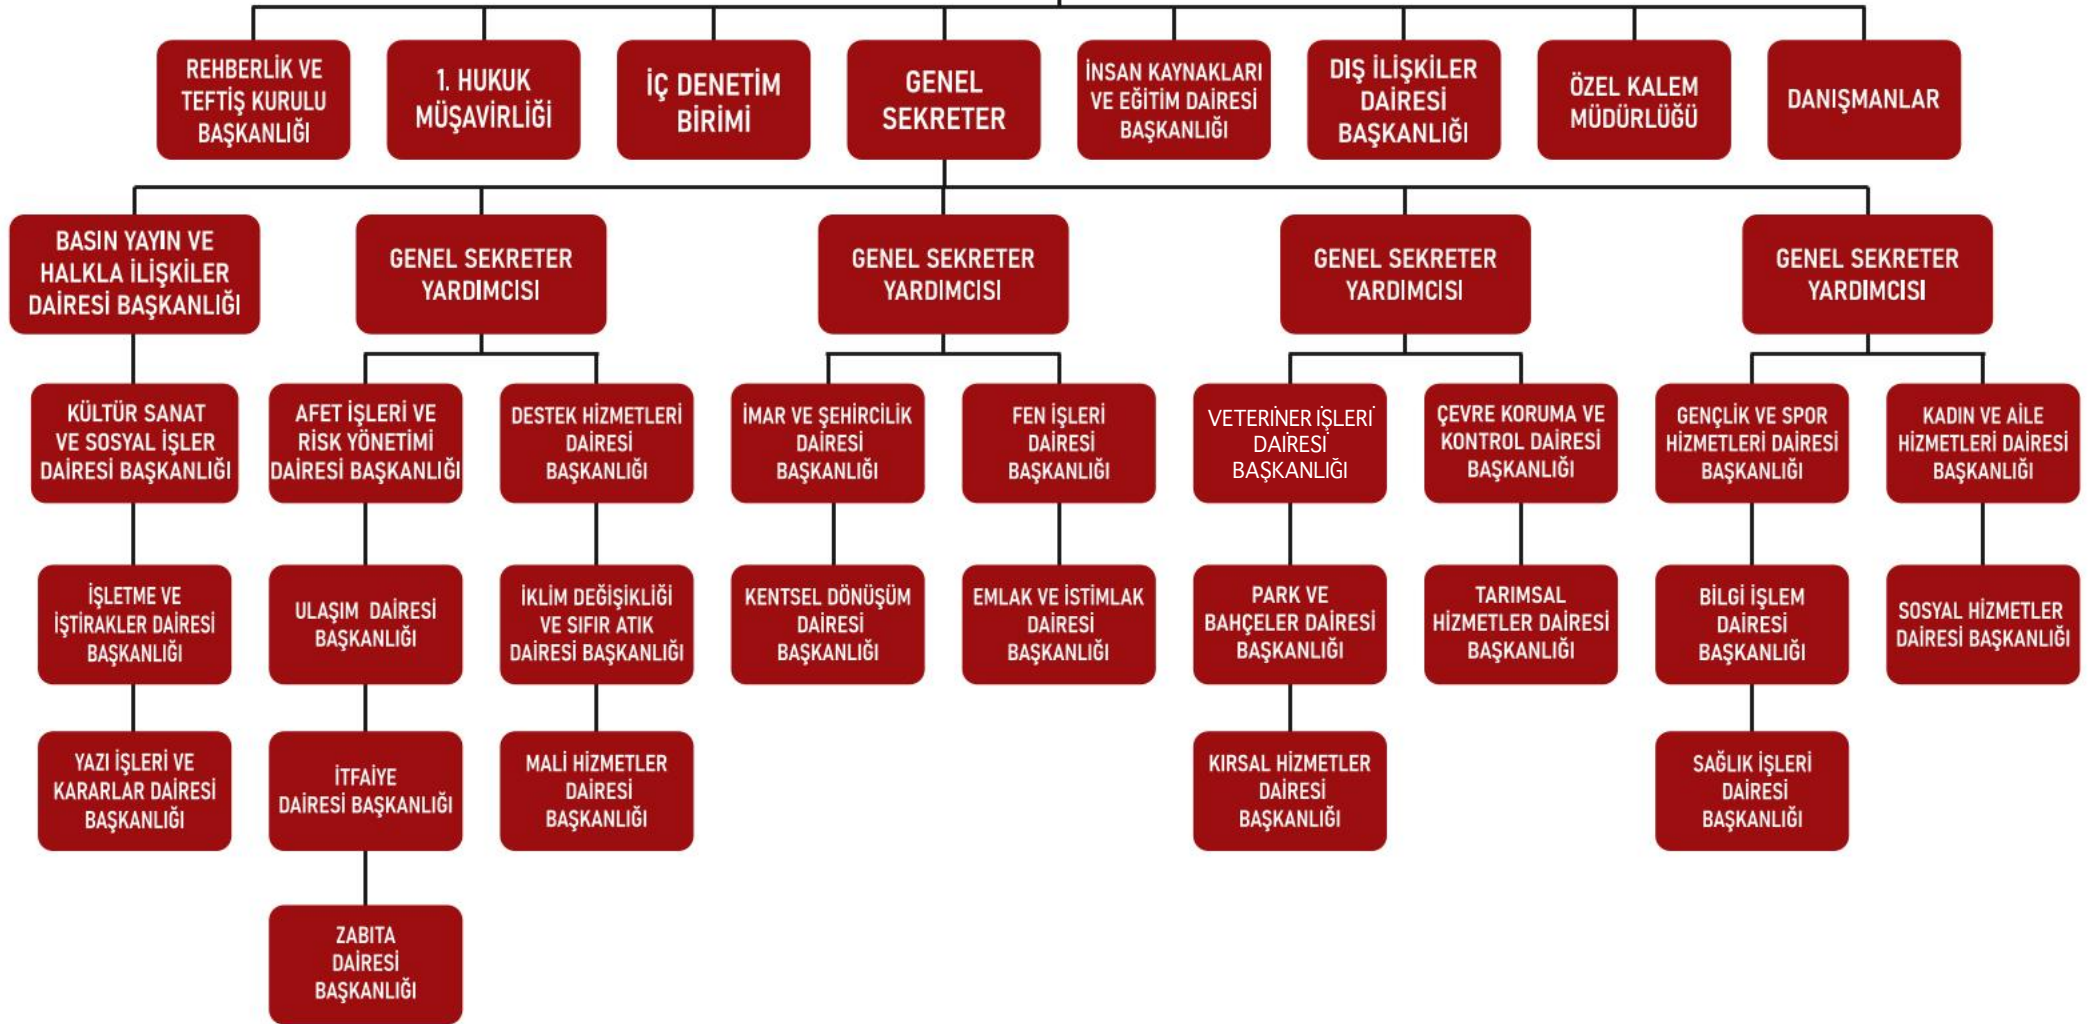 REHBERLİK VE
TEFTİŞ KURULU
BAŞKANLIĞI
1. HUKUK
MÜŞAVİRLİĞİ
İÇ DENETİM
BİRİMİ
GENEL
SEKRETER
İNSAN KAYNAKLARI
VE EĞİTİM DAİRESİ
BAŞKANLIĞI
DIŞ İLİŞKİLER
DAİRESİ
BAŞKANLIĞI
ÖZEL KALEM
MÜDÜRLÜĞÜ
DANIŞMANLAR
BASIN YAYIN VE
HALKLA İLİŞKİLER
DAİRESİ BAŞKANLIĞI
GENEL SEKRETER
YARDIMCISI
GENEL SEKRETER
YARDIMCISI
GENEL SEKRETER
YARDIMCISI
GENEL SEKRETER
YARDIMCISI
KÜLTÜR SANAT
VE SOSYAL İŞLER
DAİRESİ BAŞKANLIĞI
AFET İŞLERİ VE
RİSK YÖNETİMİ
DAİRESİ BAŞKANLIĞI
DESTEK HİZMETLERİ
DAİRESİ
BAŞKANLIĞI
İMAR VE ŞEHİRCİLİK
DAİRESİ
BAŞKANLIĞI
FEN İŞLERİ
DAİRESİ
BAŞKANLIĞI
VETERİNER İŞLERİ
DAİRESİ
BAŞKANLIĞI
ÇEVRE KORUMA VE
KONTROL DAİRESİ
BAŞKANLIĞI
GENÇLİK VE SPOR
HİZMETLERİ DAİRESİ
BAŞKANLIĞI
KADIN VE AİLE
HİZMETLERİ DAİRESİ
BAŞKANLIĞI
İŞLETME VE
İŞTİRAKLER DAİRESİ
BAŞKANLIĞI
ULAŞIM DAİRESİ
BAŞKANLIĞI
İKLİM DEĞİŞİKLİĞİ
VE SIFIR ATIK
DAİRESİ BAŞKANLIĞI
KENTSEL DÖNÜŞÜM
DAİRESİ
BAŞKANLIĞI
EMLAK VE İSTİMLAK
DAİRESİ
BAŞKANLIĞI
PARK VE
BAHÇELER DAİRESİ
BAŞKANLIĞI
TARIMSAL
HİZMETLER DAİRESİ
BAŞKANLIĞI
BİLGİ İŞLEM
DAİRESİ
BAŞKANLIĞI
SOSYAL HİZMETLER
DAİRESİ BAŞKANLIĞI
YAZI İŞLERİ VE
KARARLAR DAİRESİ
BAŞKANLIĞI
İTFAİYE
DAİRESİ BAŞKANLIĞI
MALİ HİZMETLER
DAİRESİ
BAŞKANLIĞI
KIRSAL HİZMETLER
DAİRESİ
BAŞKANLIĞI
SAĞLIK İŞLERİ
DAİRESİ
BAŞKANLIĞI
ZABITA
DAİRESİ
BAŞKANLIĞI